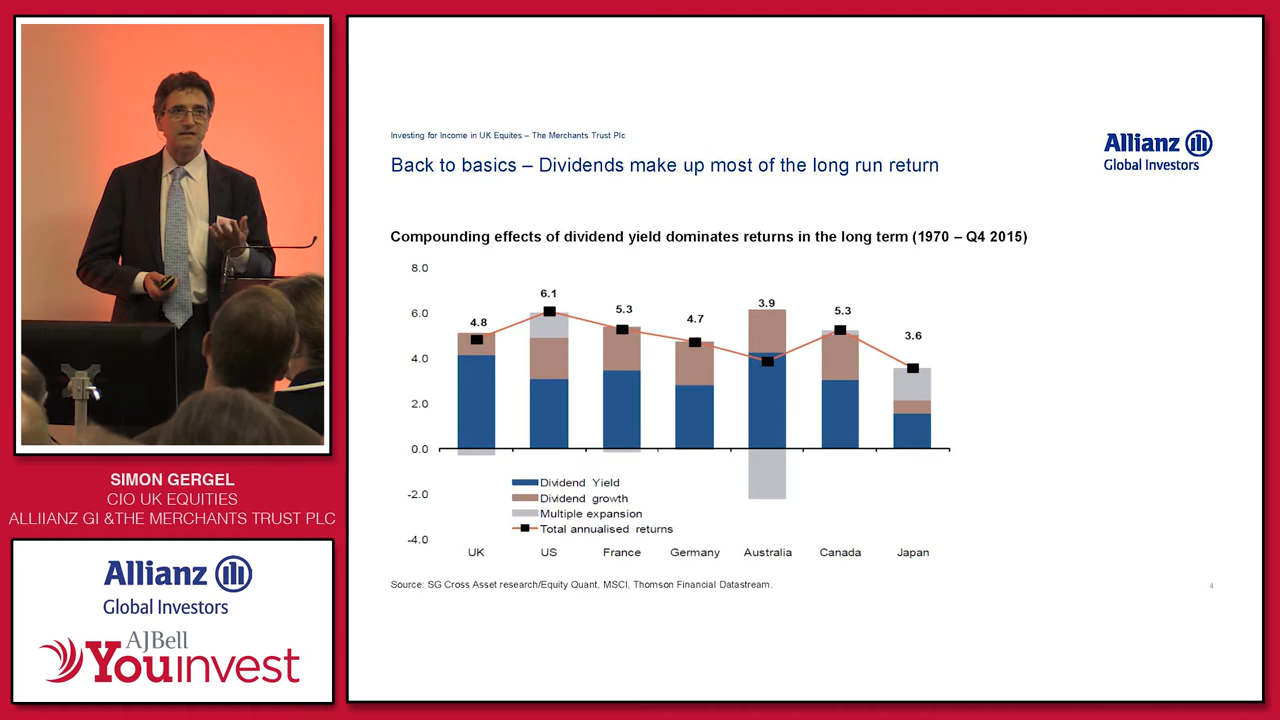 SIMON GERGEL
CIO UK EQUITIES
ALLIIANZ GI &THE MERCHANTS TRUST PLC
Allianz
Global Investors
AJBell
Youinvest
Investing for Income in UK Equites – The Merchants Trust Plc
Back to basics – Dividends make up most of the long run return
Allianz
Global Investors
Compounding effects of dividend yield dominates returns in the long term (1970 – Q4 2015)
8.0
6.0
4.0
2.0
0.0
-2.0
-4.0
4.8
6.1
5.3
4.7
3.9
5.3
3.6
Dividend Yield
Dividend growth
Multiple expansion
Total annualised returns
UK US France Germany Australia Canada Japan
Source: SG Cross Asset research/Equity Quant, MSCI, Thomson Financial Datastream.
4